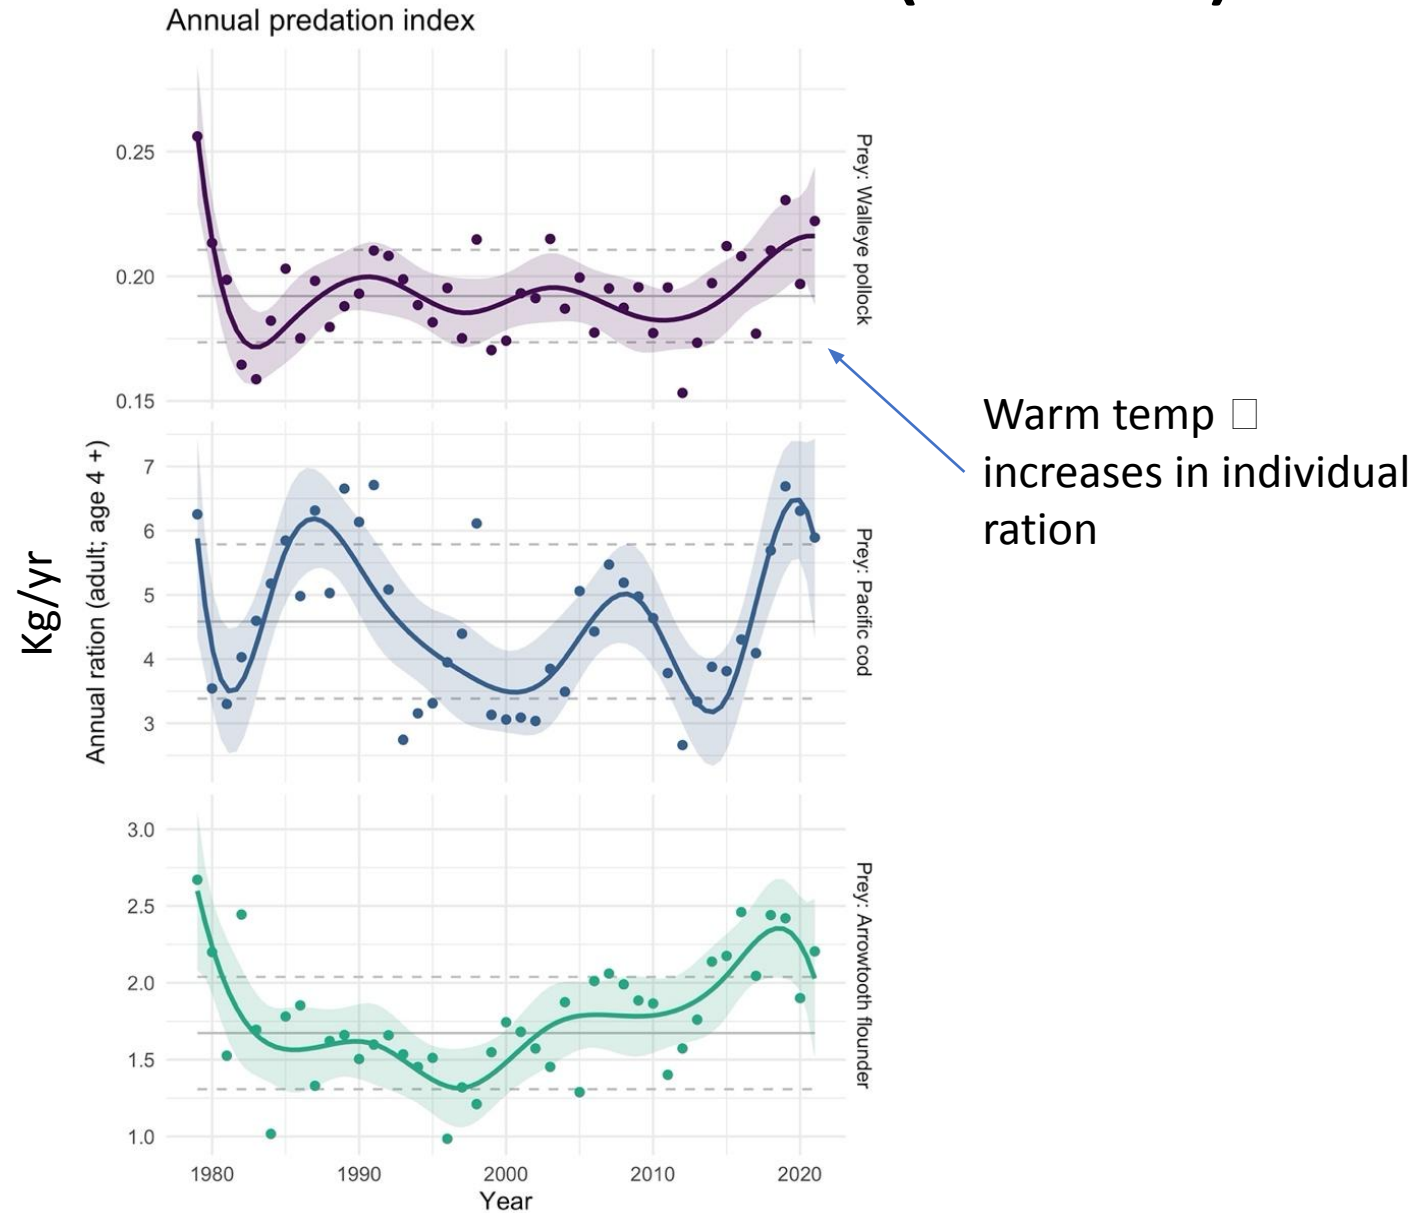 Annual predation index
0.25
0.20
0.15
Prey: Walleye pollock
7
6
5
4
3
Prey: Pacific cod
3.0
2.5
2.0
1.5
1.0
Prey: Arrowtooth flounder
1980 1990 2000 2010 2020
Year
Annual ration (adult; age 4 +)
Kg/yr
Warm temp □
increases in individual
ration